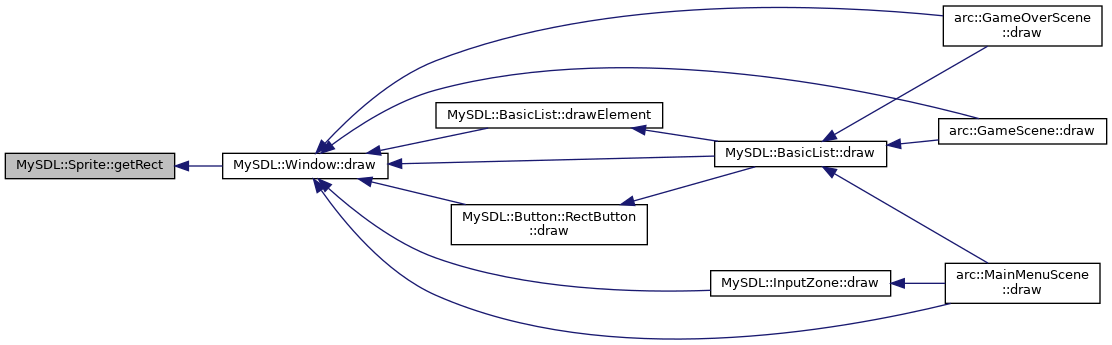 arc::GameOverScene
::draw
MySDL::BasicList::drawElement
arc::GameScene::draw
MySDL::Sprite::getRect
MySDL::Window::draw
MySDL::BasicList::draw
MySDL::Button::RectButton
::draw
MySDL::InputZone::draw
arc::MainMenuScene
::draw